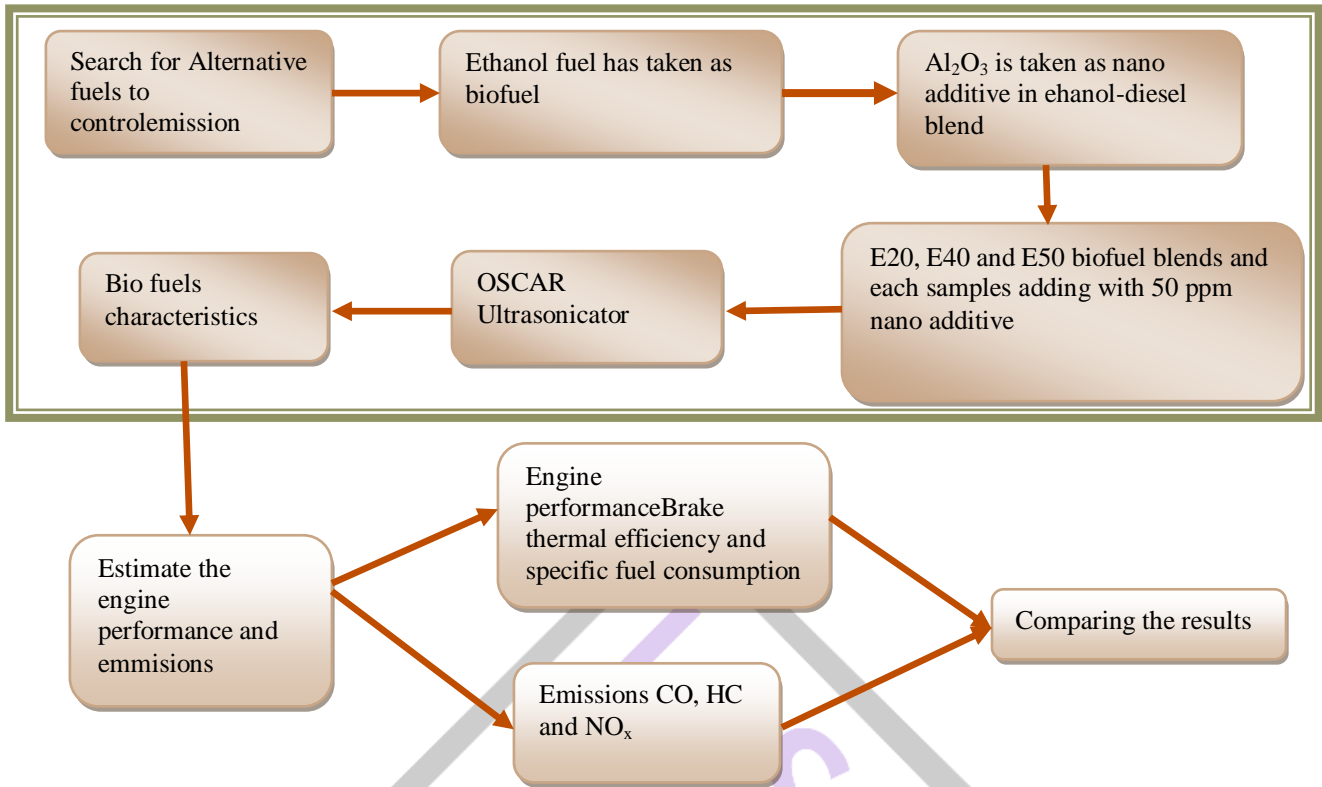 Search for Alternative
fuels to
controlemission
Ethanol fuel has taken as
biofuel
Al₂O₃ is taken as nano
additive in ehanol-diesel
blend
E20, E40 and E50 biofuel blends and
each samples adding with 50 ppm
nano additive
OSCAR
Ultrasonicator
Bio fuels
characteristics
Estimate the
engine
performance and
emmisions
Engine
performanceBrake
thermal efficiency and
specific fuel consumption
Emissions CO, HC
and NOₓ
Comparing the results